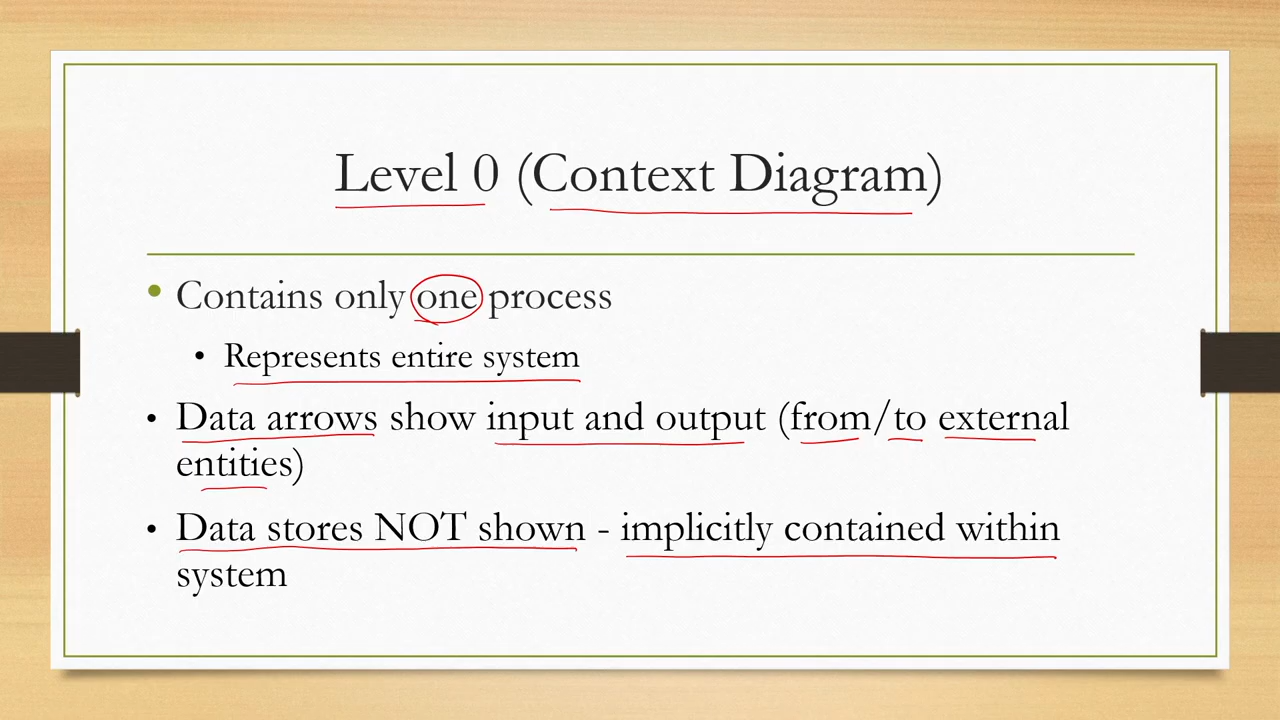 Level 0 (Context Diagram)
• Contains only one process
• Represents entire system
• Data arrows show input and output (from/to external
entities)
• Data stores NOT shown - implicitly contained within
system